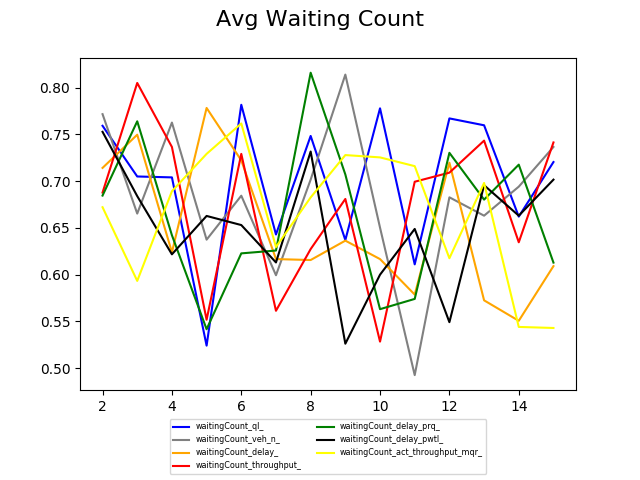 Avg Waiting Count
0.80
0.75
0.70
0.65
0.60
0.55
0.50
2 4 6 8 10 12 14
waitingCount_ql_ waitingCount_delay_prq_
waitingCount_veh_n_ waitingCount_delay_pwtl_
waitingCount_delay_ waitingCount_act_throughput_mqr_
waitingCount_throughput_